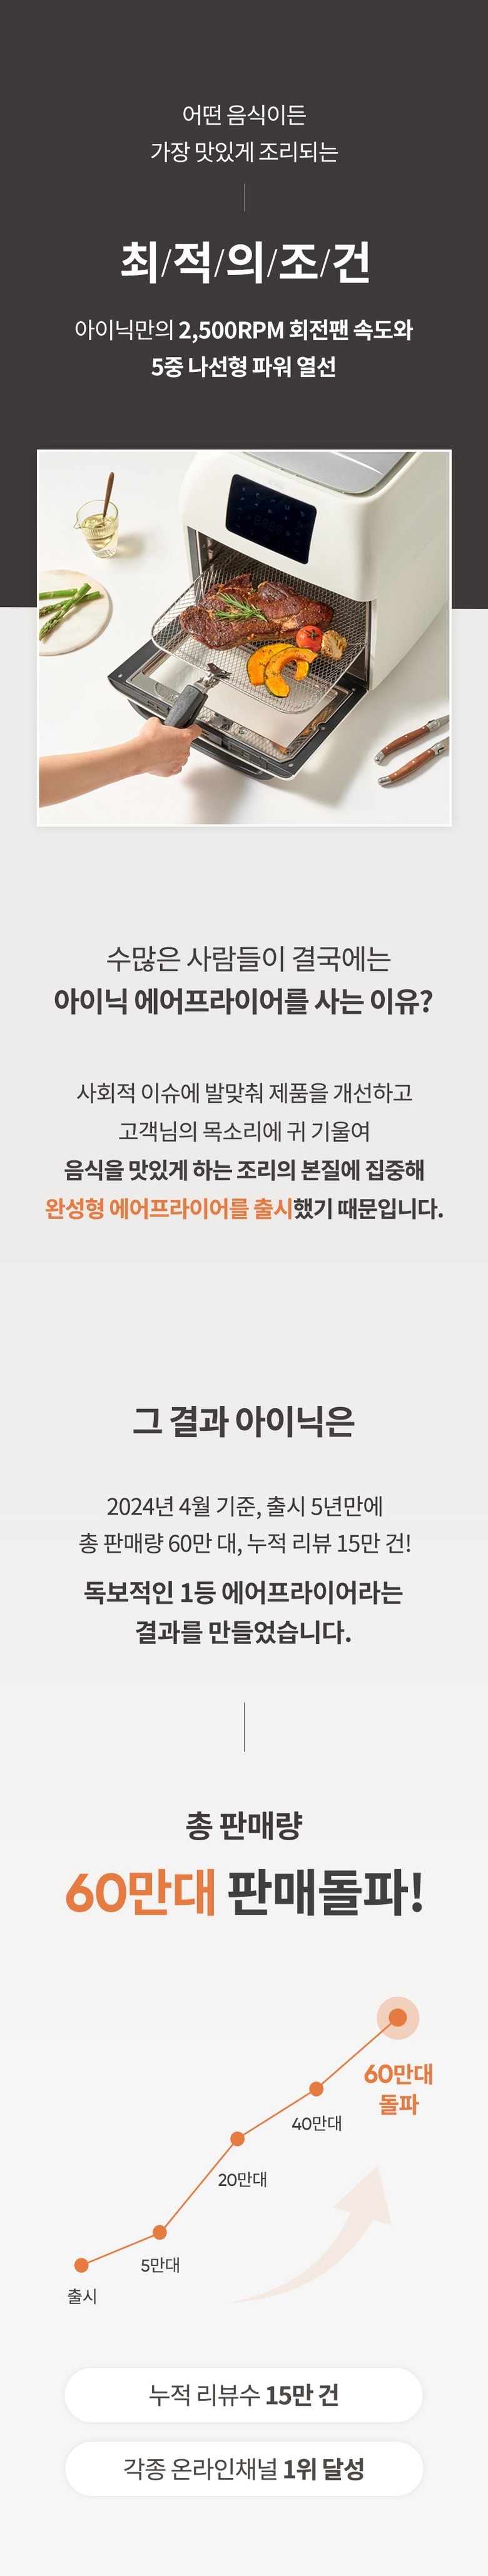 어떤 음식이든
가장 맛있게 조리되는
최/적/의/조/건
아이닉만의 2,500RPM 회전팬 속도와
5중 나선형 파워 열선
수많은 사람들이 결국에는
아이닉 에어프라이어를 사는 이유?
사회적 이슈에 발맞춰 제품을 개선하고
고객님의 목소리에 귀 기울여
음식을 맛있게 하는 조리의 본질에 집중해
완성형 에어프라이어를 출시했기 때문입니다.
그 결과 아이닉은
2024년 4월 기준, 출시 5년만에
총 판매량 60만 대, 누적 리뷰 15만 건!
독보적인 1등 에어프라이어라는
결과를 만들었습니다.
총 판매량
60만대 판매돌파!
60만대
돌파
40만대
20만대
5만대
출시
누적 리뷰수 15만 건
각종 온라인채널 1위 달성